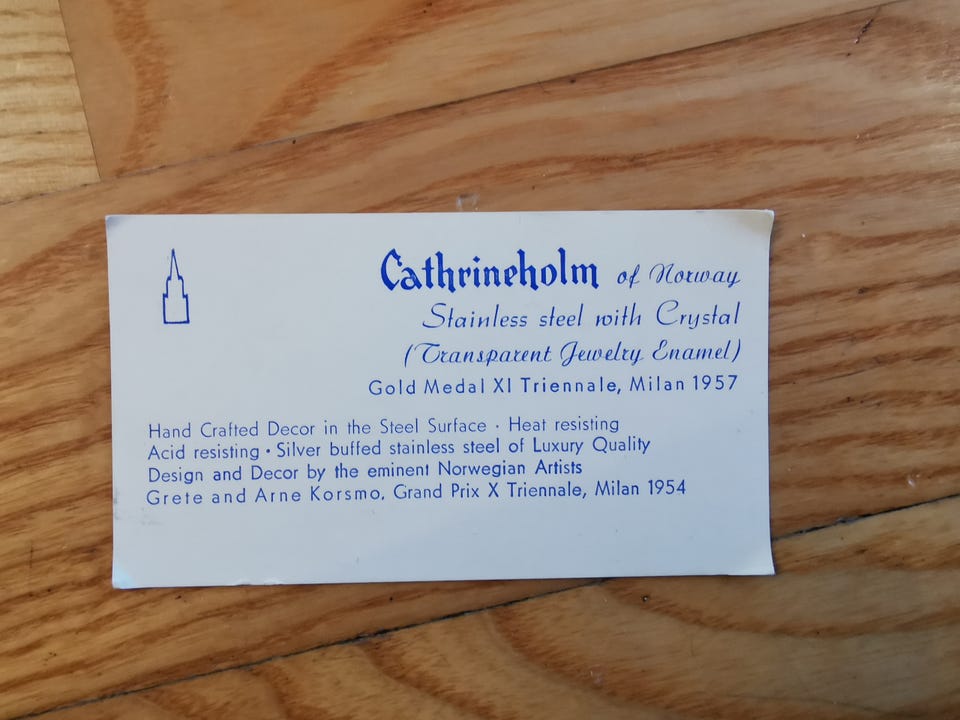 Cathrineholm of Norway
Stainless steel with Crystal
(Transparent Jewelry Enamel)
Gold Medal XI Triennale, Milan 1957
Hand Crafted Decor in the Steel Surface · Heat resisting
Acid resisting · Silver buffed stainless steel of Luxury Quality
Design and Decor by the eminent Norwegian Artists
Grete and Arne Korsmo. Grand Prix X Triennale, Milan 1954